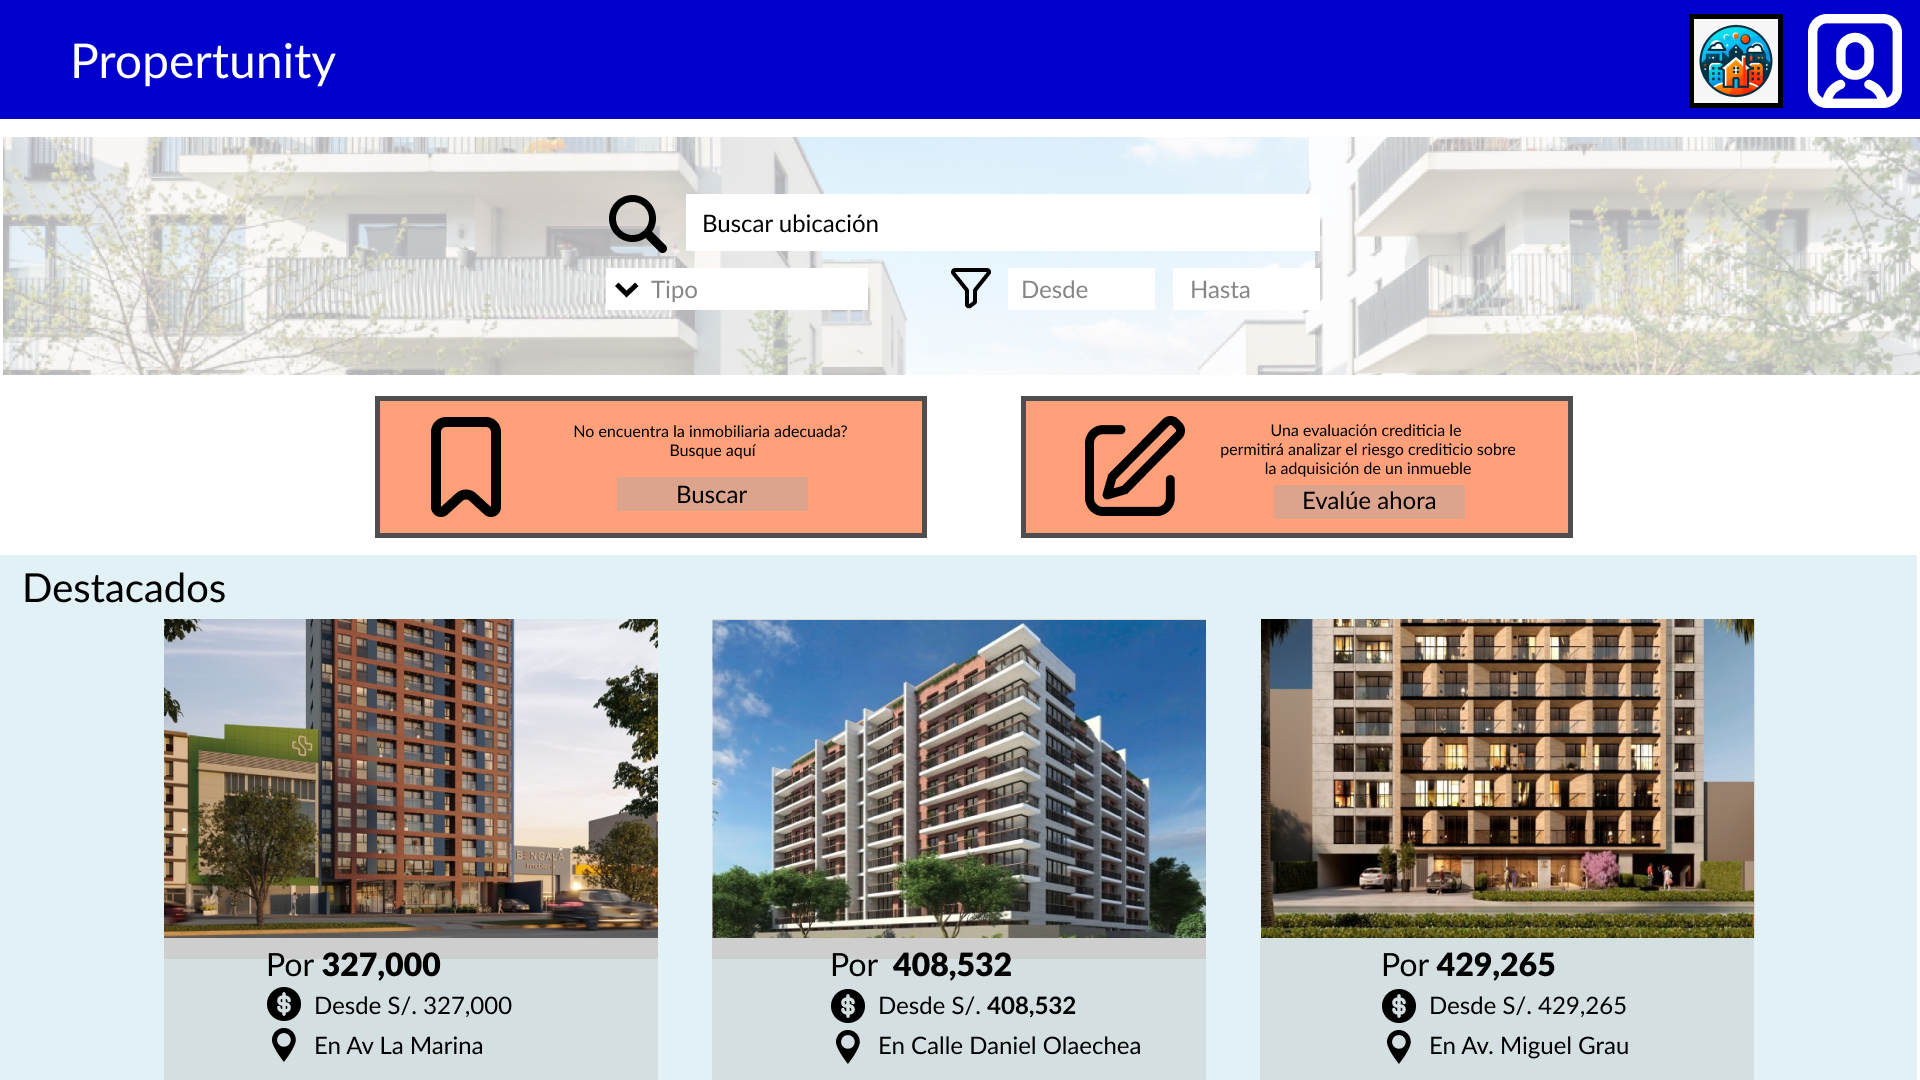 Propertunity
Buscar ubicación
Tipo
Desde
Hasta
No encuentra la inmobiliaria adecuada?
Busque aquí
Buscar
Una evaluación crediticia le
permitirá analizar el riesgo crediticio sobre
la adquisición de un inmueble
Evalúe ahora
Destacados
BENGALA
Por 327,000
Desde S/. 327,000
En Av La Marina
Por 408,532
Desde S/. 408,532
En Calle Daniel Olaechea
Por 429,265
Desde S/. 429,265
En Av. Miguel Grau